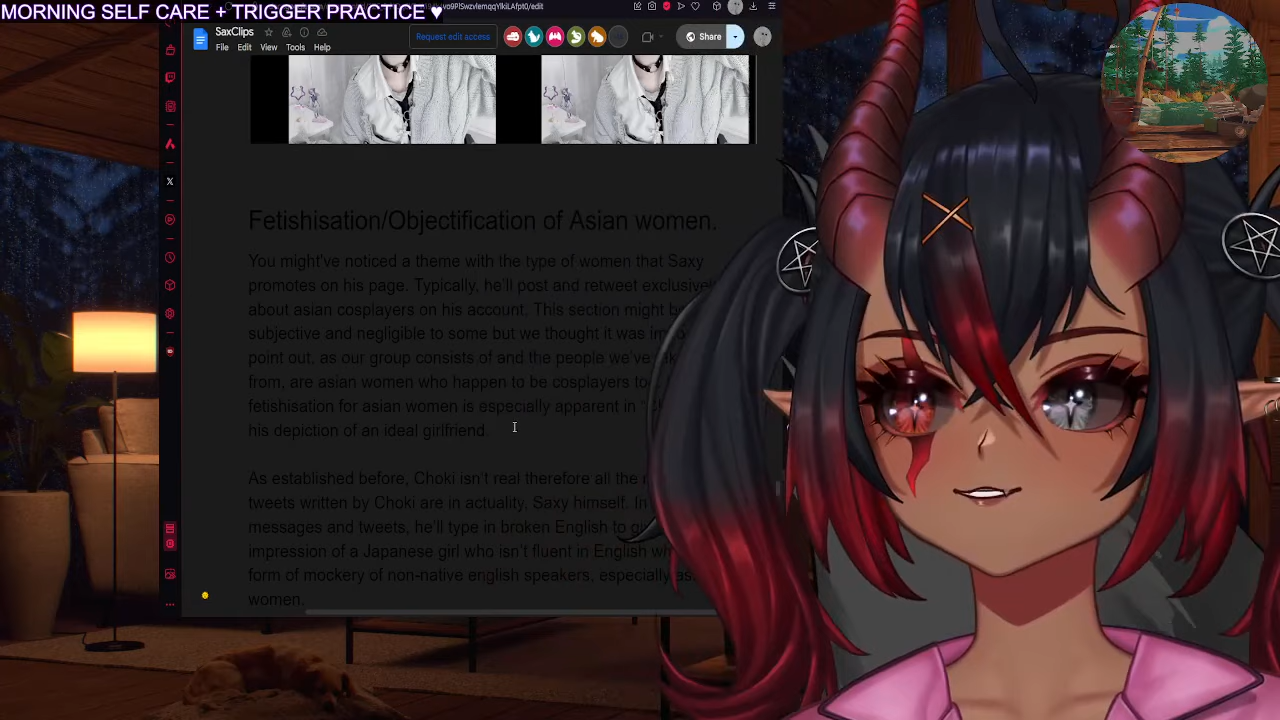 MORNING SELF CARE + TRIGGER PRACTICE ♥
SaxClips
File Edit View Tools Help
Request edit access
Share
Fetishisation/Objectification of Asian women.
You might've noticed a theme with the type of women that Saxy
promotes on his page. Typically, he'll post and retweet exclusively
about asian cosplayers on his account. This section might be
subjective and negligible to some but we thought it was
point out, as our group consists of and the people we've
from, are asian women who happen to be cosplayers too.
fetishisation for asian women is especially apparent in
his depiction of an ideal girlfriend.
As established before, Choki isn't real therefore all the
tweets written by Choki are in actuality, Saxy himself. In
messages and tweets, he'll type in broken English to
impression of a Japanese girl who isn't fluent in English
form of mockery of non-native english speakers, especially
women.